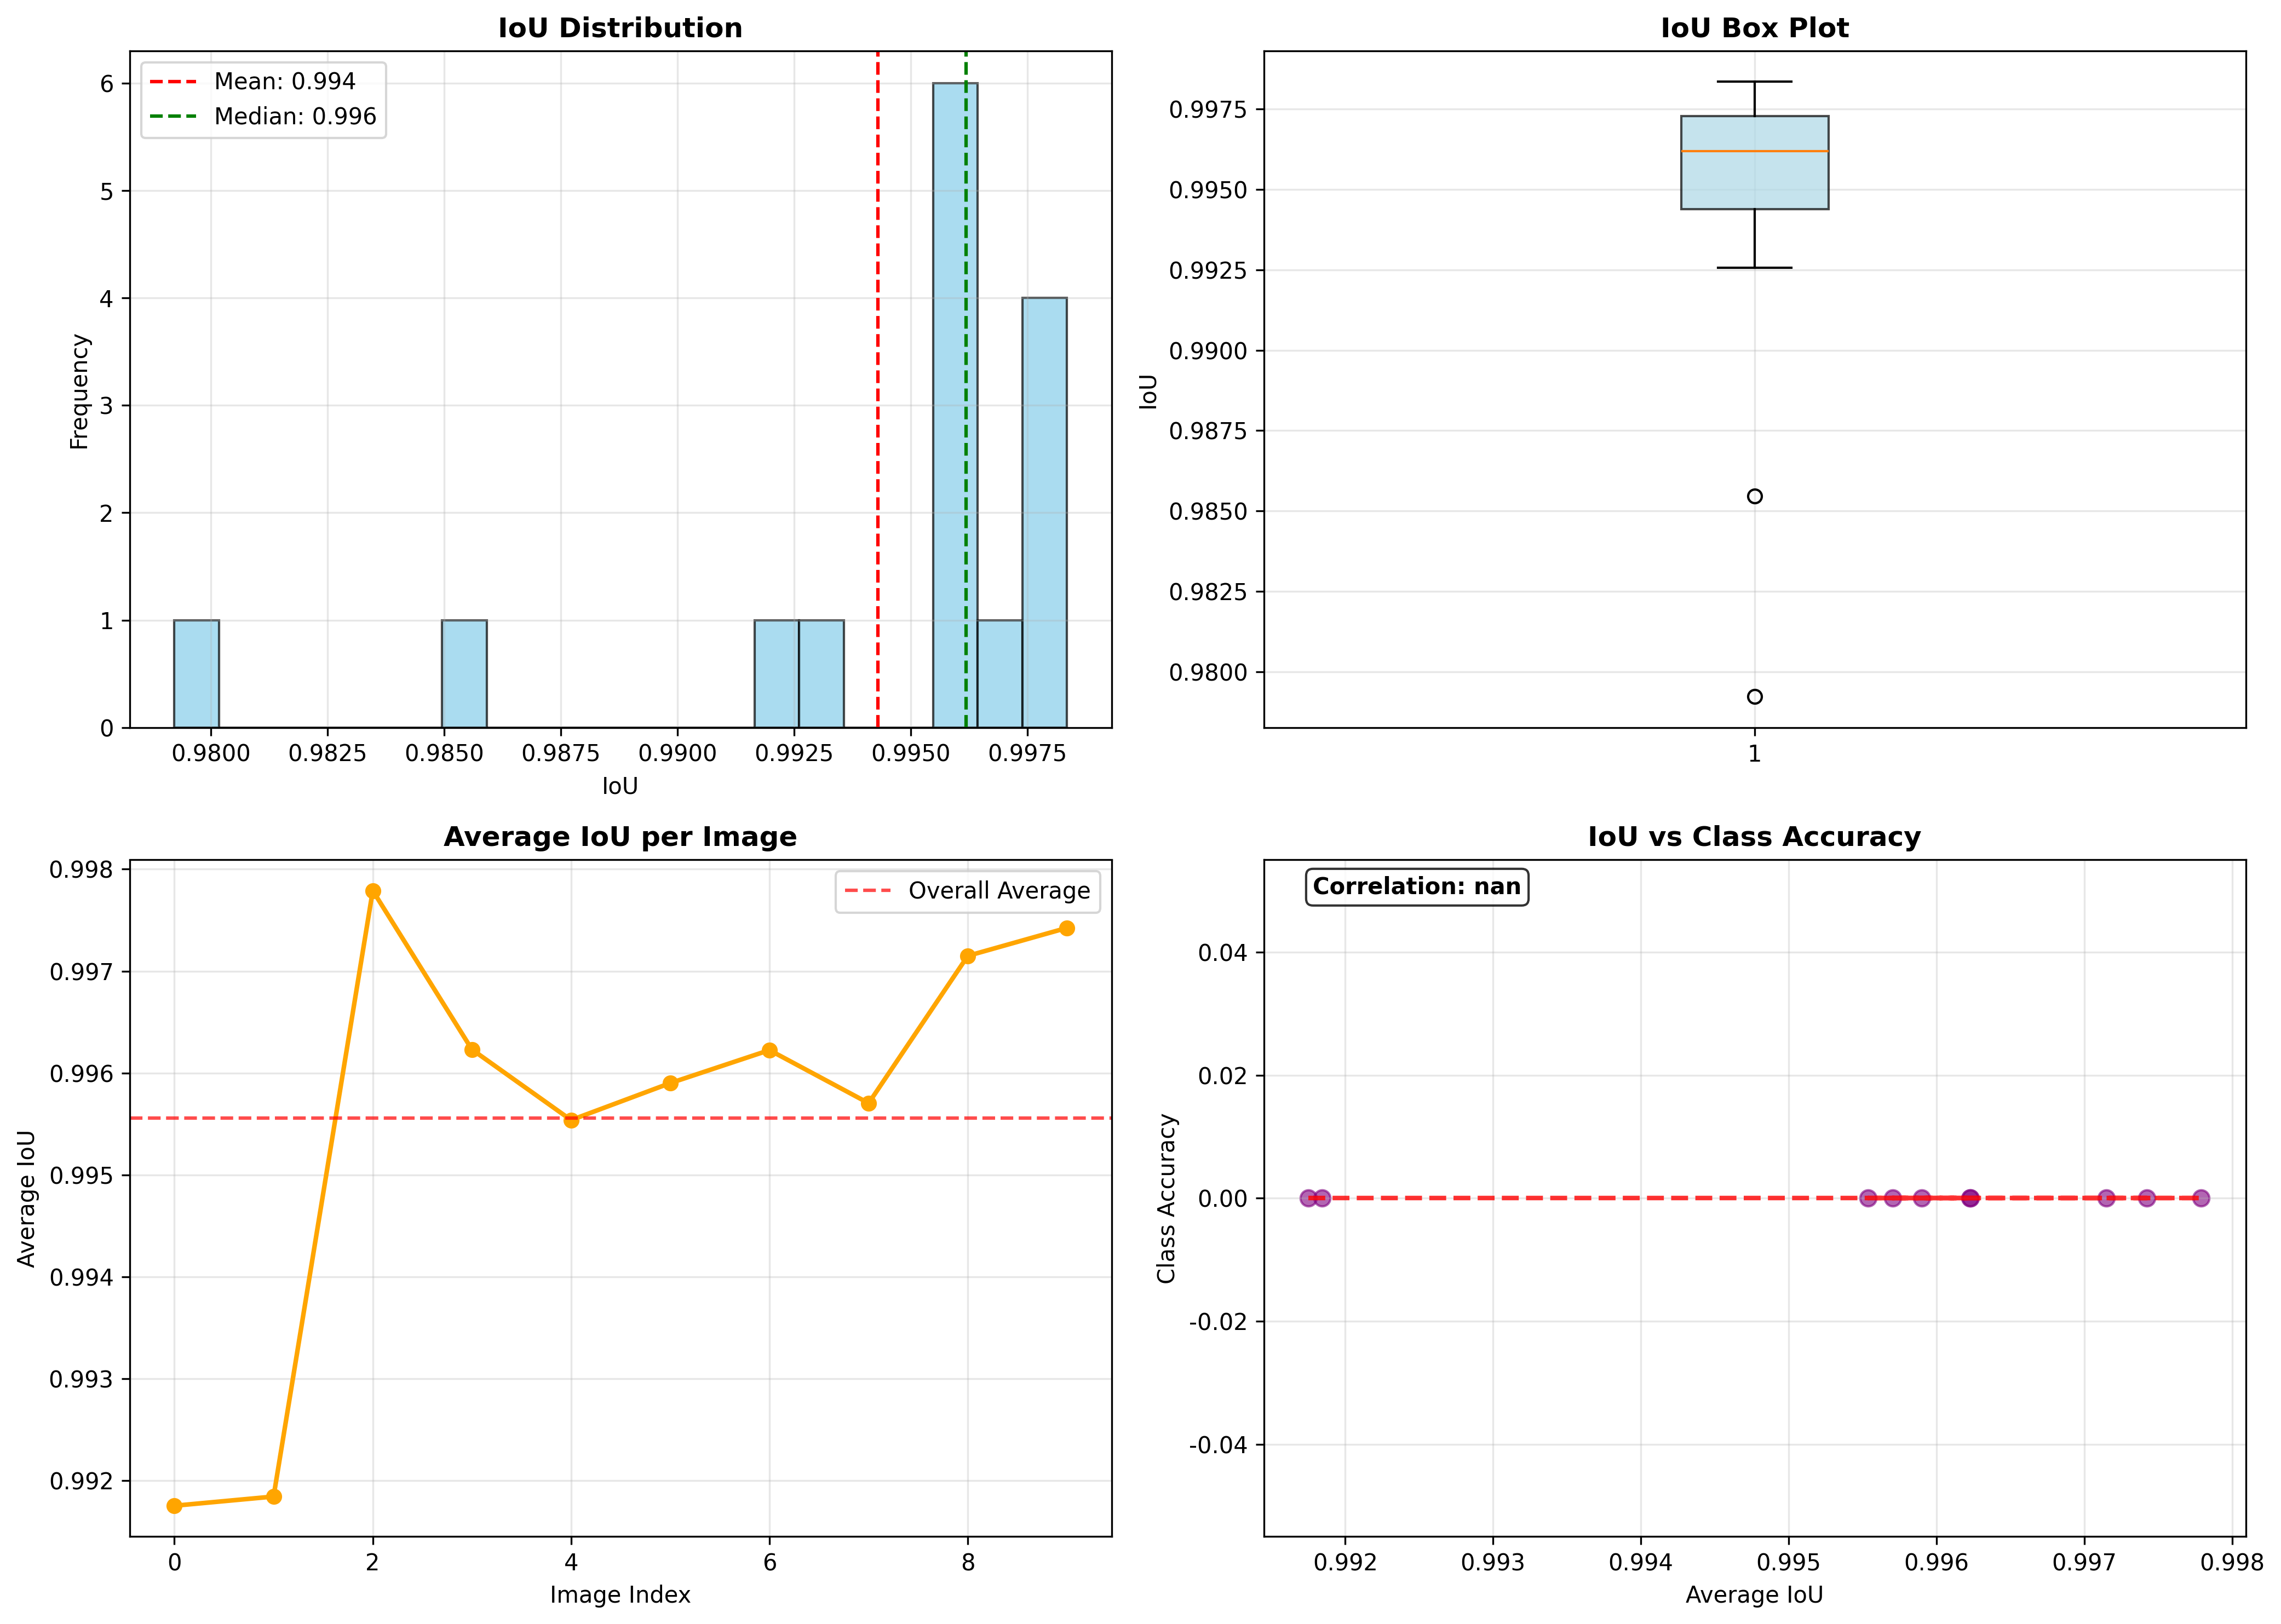 IoU Distribution
Mean: 0.994
Median: 0.996
6
5
4
3
2
1
0
Frequency
0.980 0.9825 0.9850 0.9875 0.9900 0.9925 0.9950 0.9975
IoU
IoU Box Plot
0.9975
0.9950
0.9925
0.9900
0.9875
0.9850
0.9825
0.9800
IoU
1
Average IoU per Image
Overall Average
0.998
0.997
0.996
0.995
0.994
0.993
0.992
Average IoU
0 2 4 6 8
Image Index
IoU vs Class Accuracy
Correlation: nan
0.04
0.02
0.00
-0.02
-0.04
Class Accuracy
0.992 0.993 0.994 0.995 0.996 0.997 0.998
Average IoU